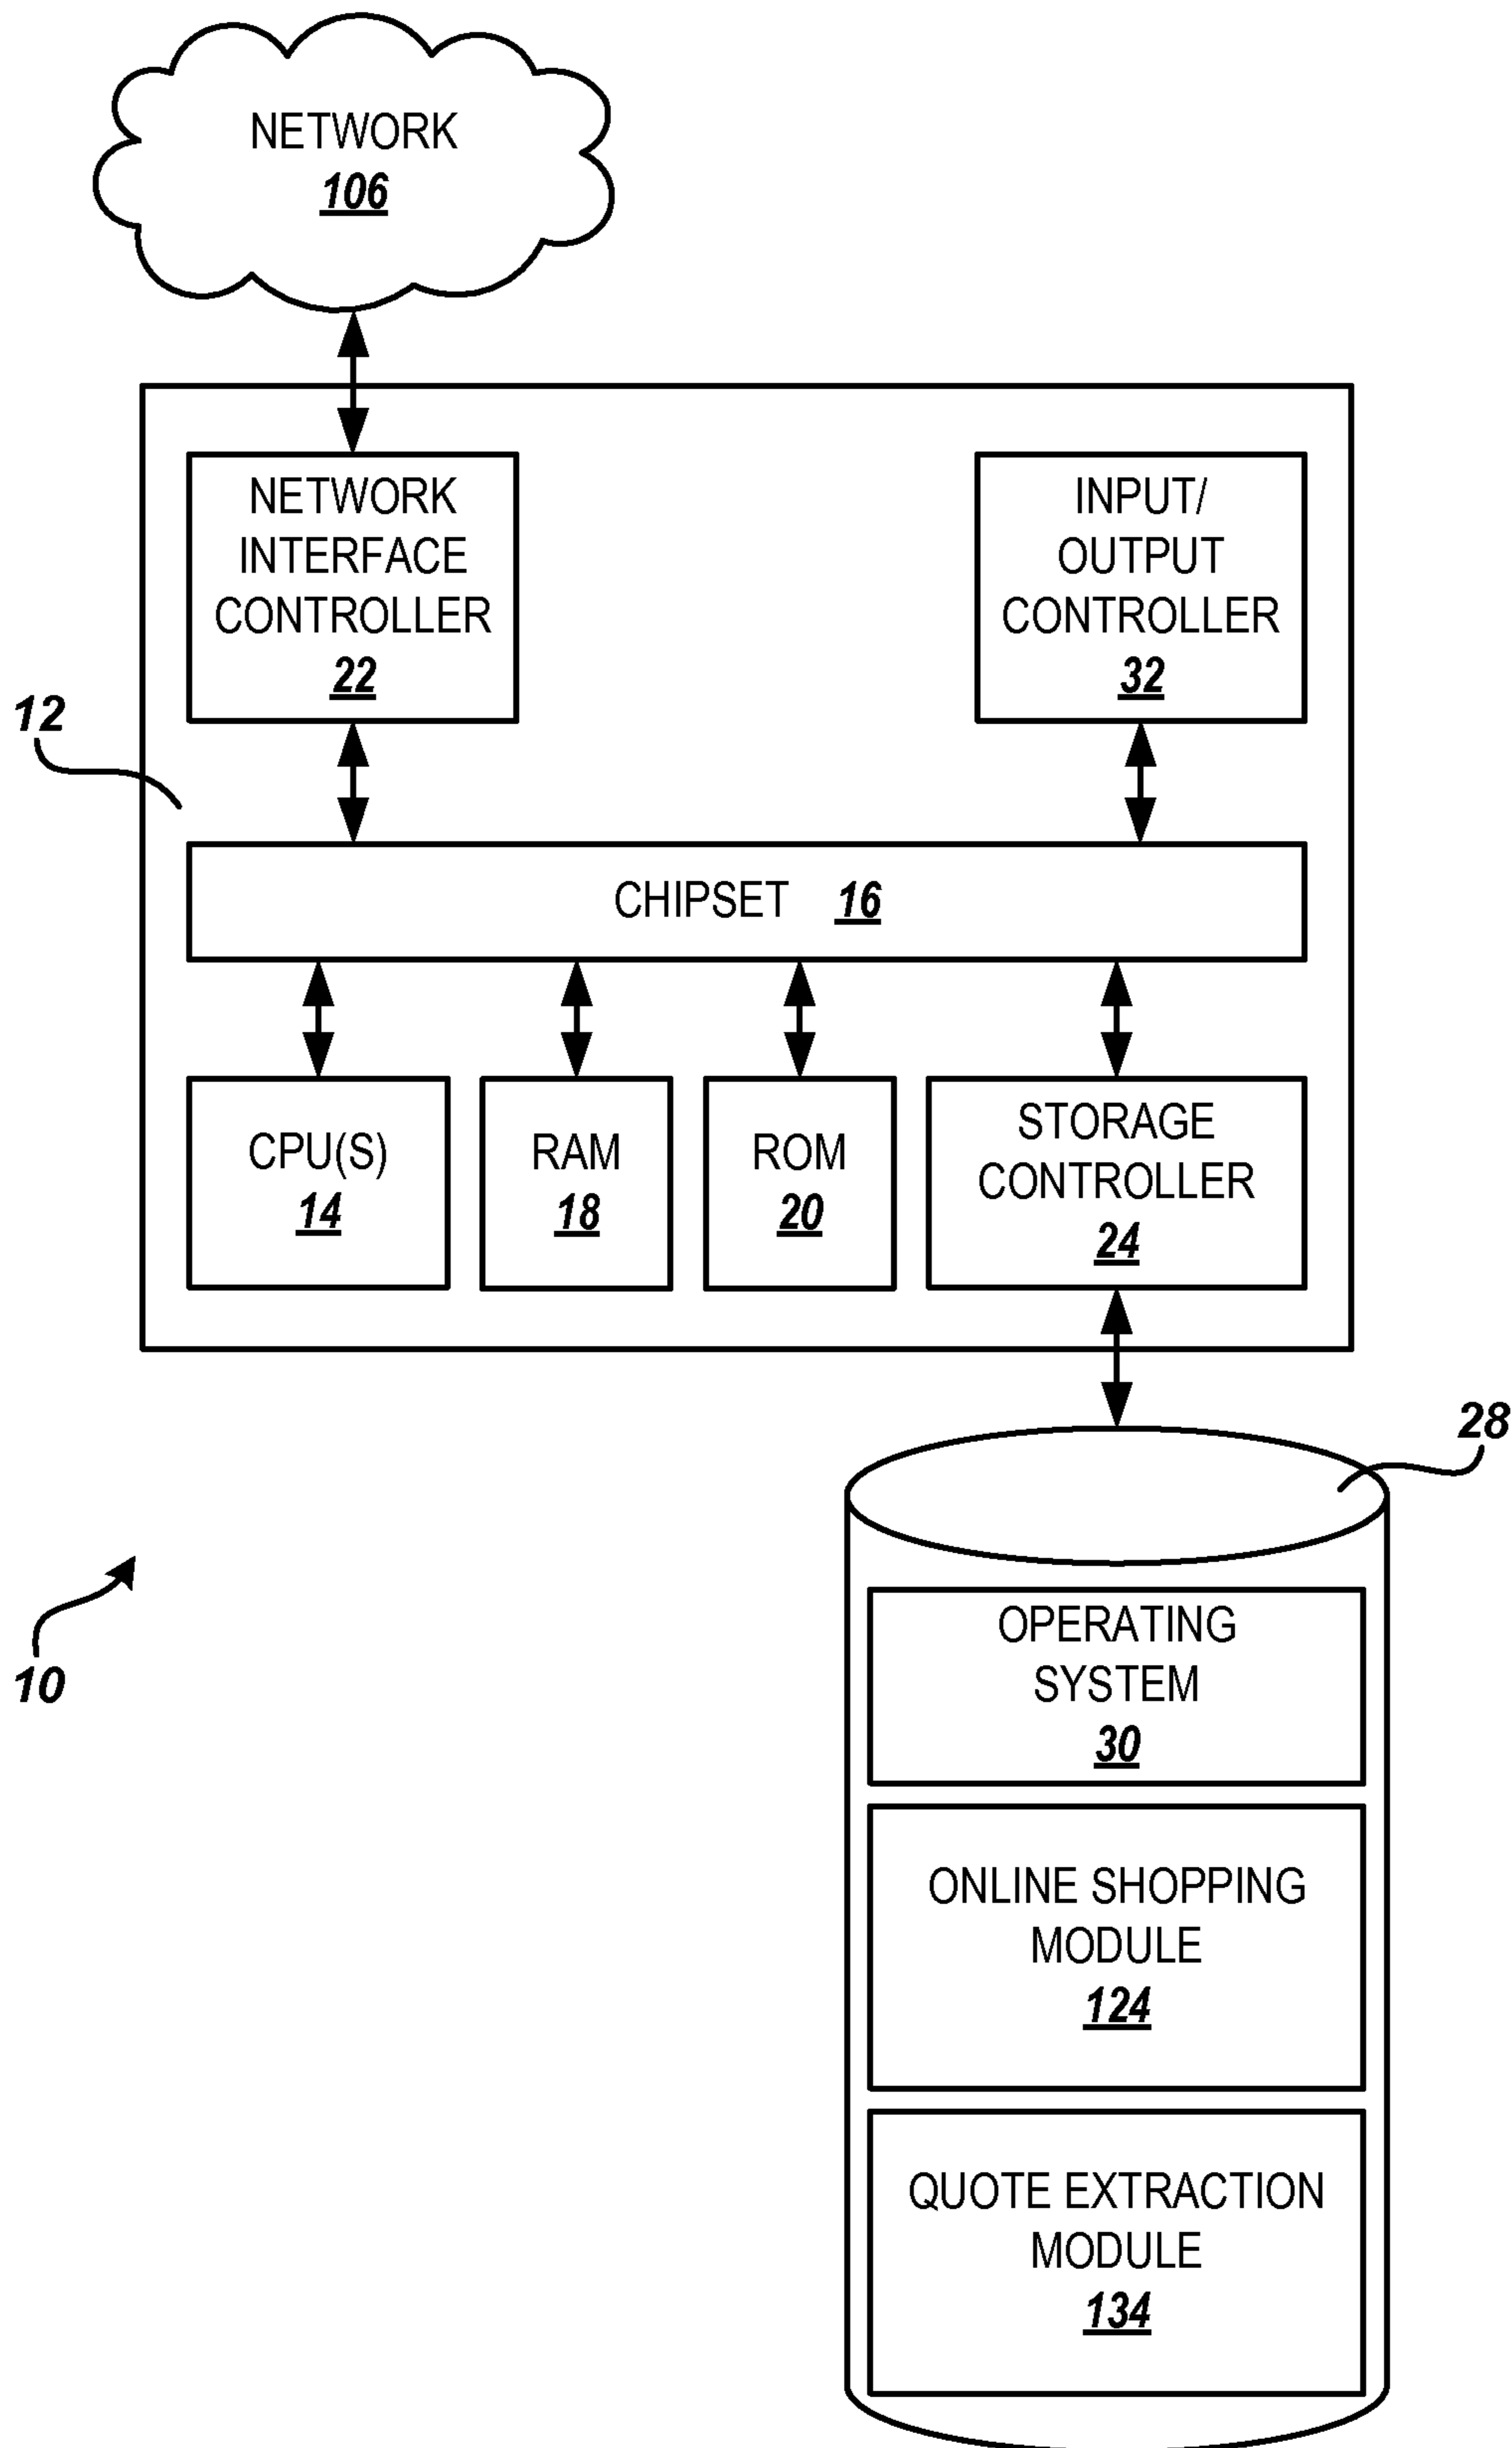 NETWORK
106
NETWORK
INTERFACE
CONTROLLER
22
INPUT/
OUTPUT
CONTROLLER
32
12
CHIPSET 16
CPU(S)
14
RAM
18
ROM
20
STORAGE
CONTROLLER
24
28
10
OPERATING
SYSTEM
30
ONLINE SHOPPING
MODULE
124
QUOTE EXTRACTION
MODULE
134